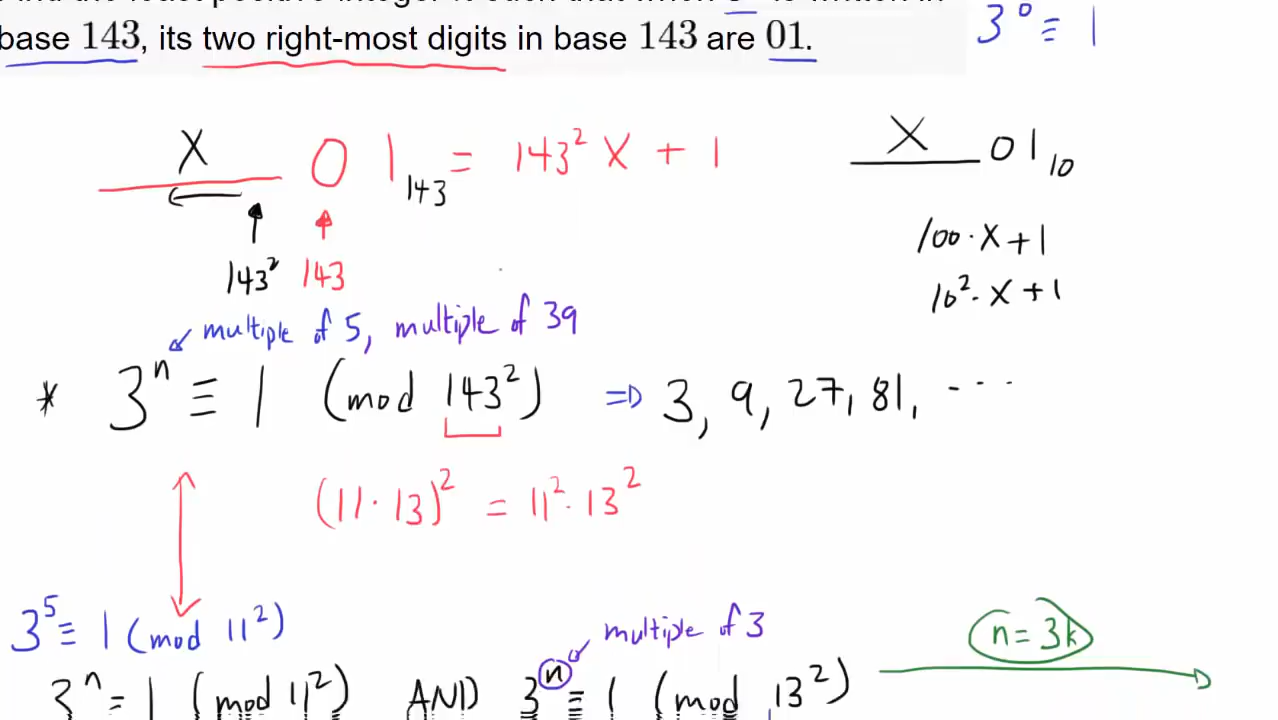 3⁰ ≡ 1
base 143, its two right-most digits in base 143 are 01.
X 0 1₁₄₃ = 143² X + 1
X 01₁₀
143² 143
100 · X + 1
10² · X + 1
multiple of 5, multiple of 39
* 3ⁿ ≡ 1 (mod 143²) ⇒ 3, 9, 27, 81, ---
(11 · 13)² = 11² · 13²
3⁵ ≡ 1 (mod 11²)
multiple of 3
n = 3k
3ⁿ ≡ 1 (mod 11²) AND 3ⁿ ≡ 1 (mod 13²)